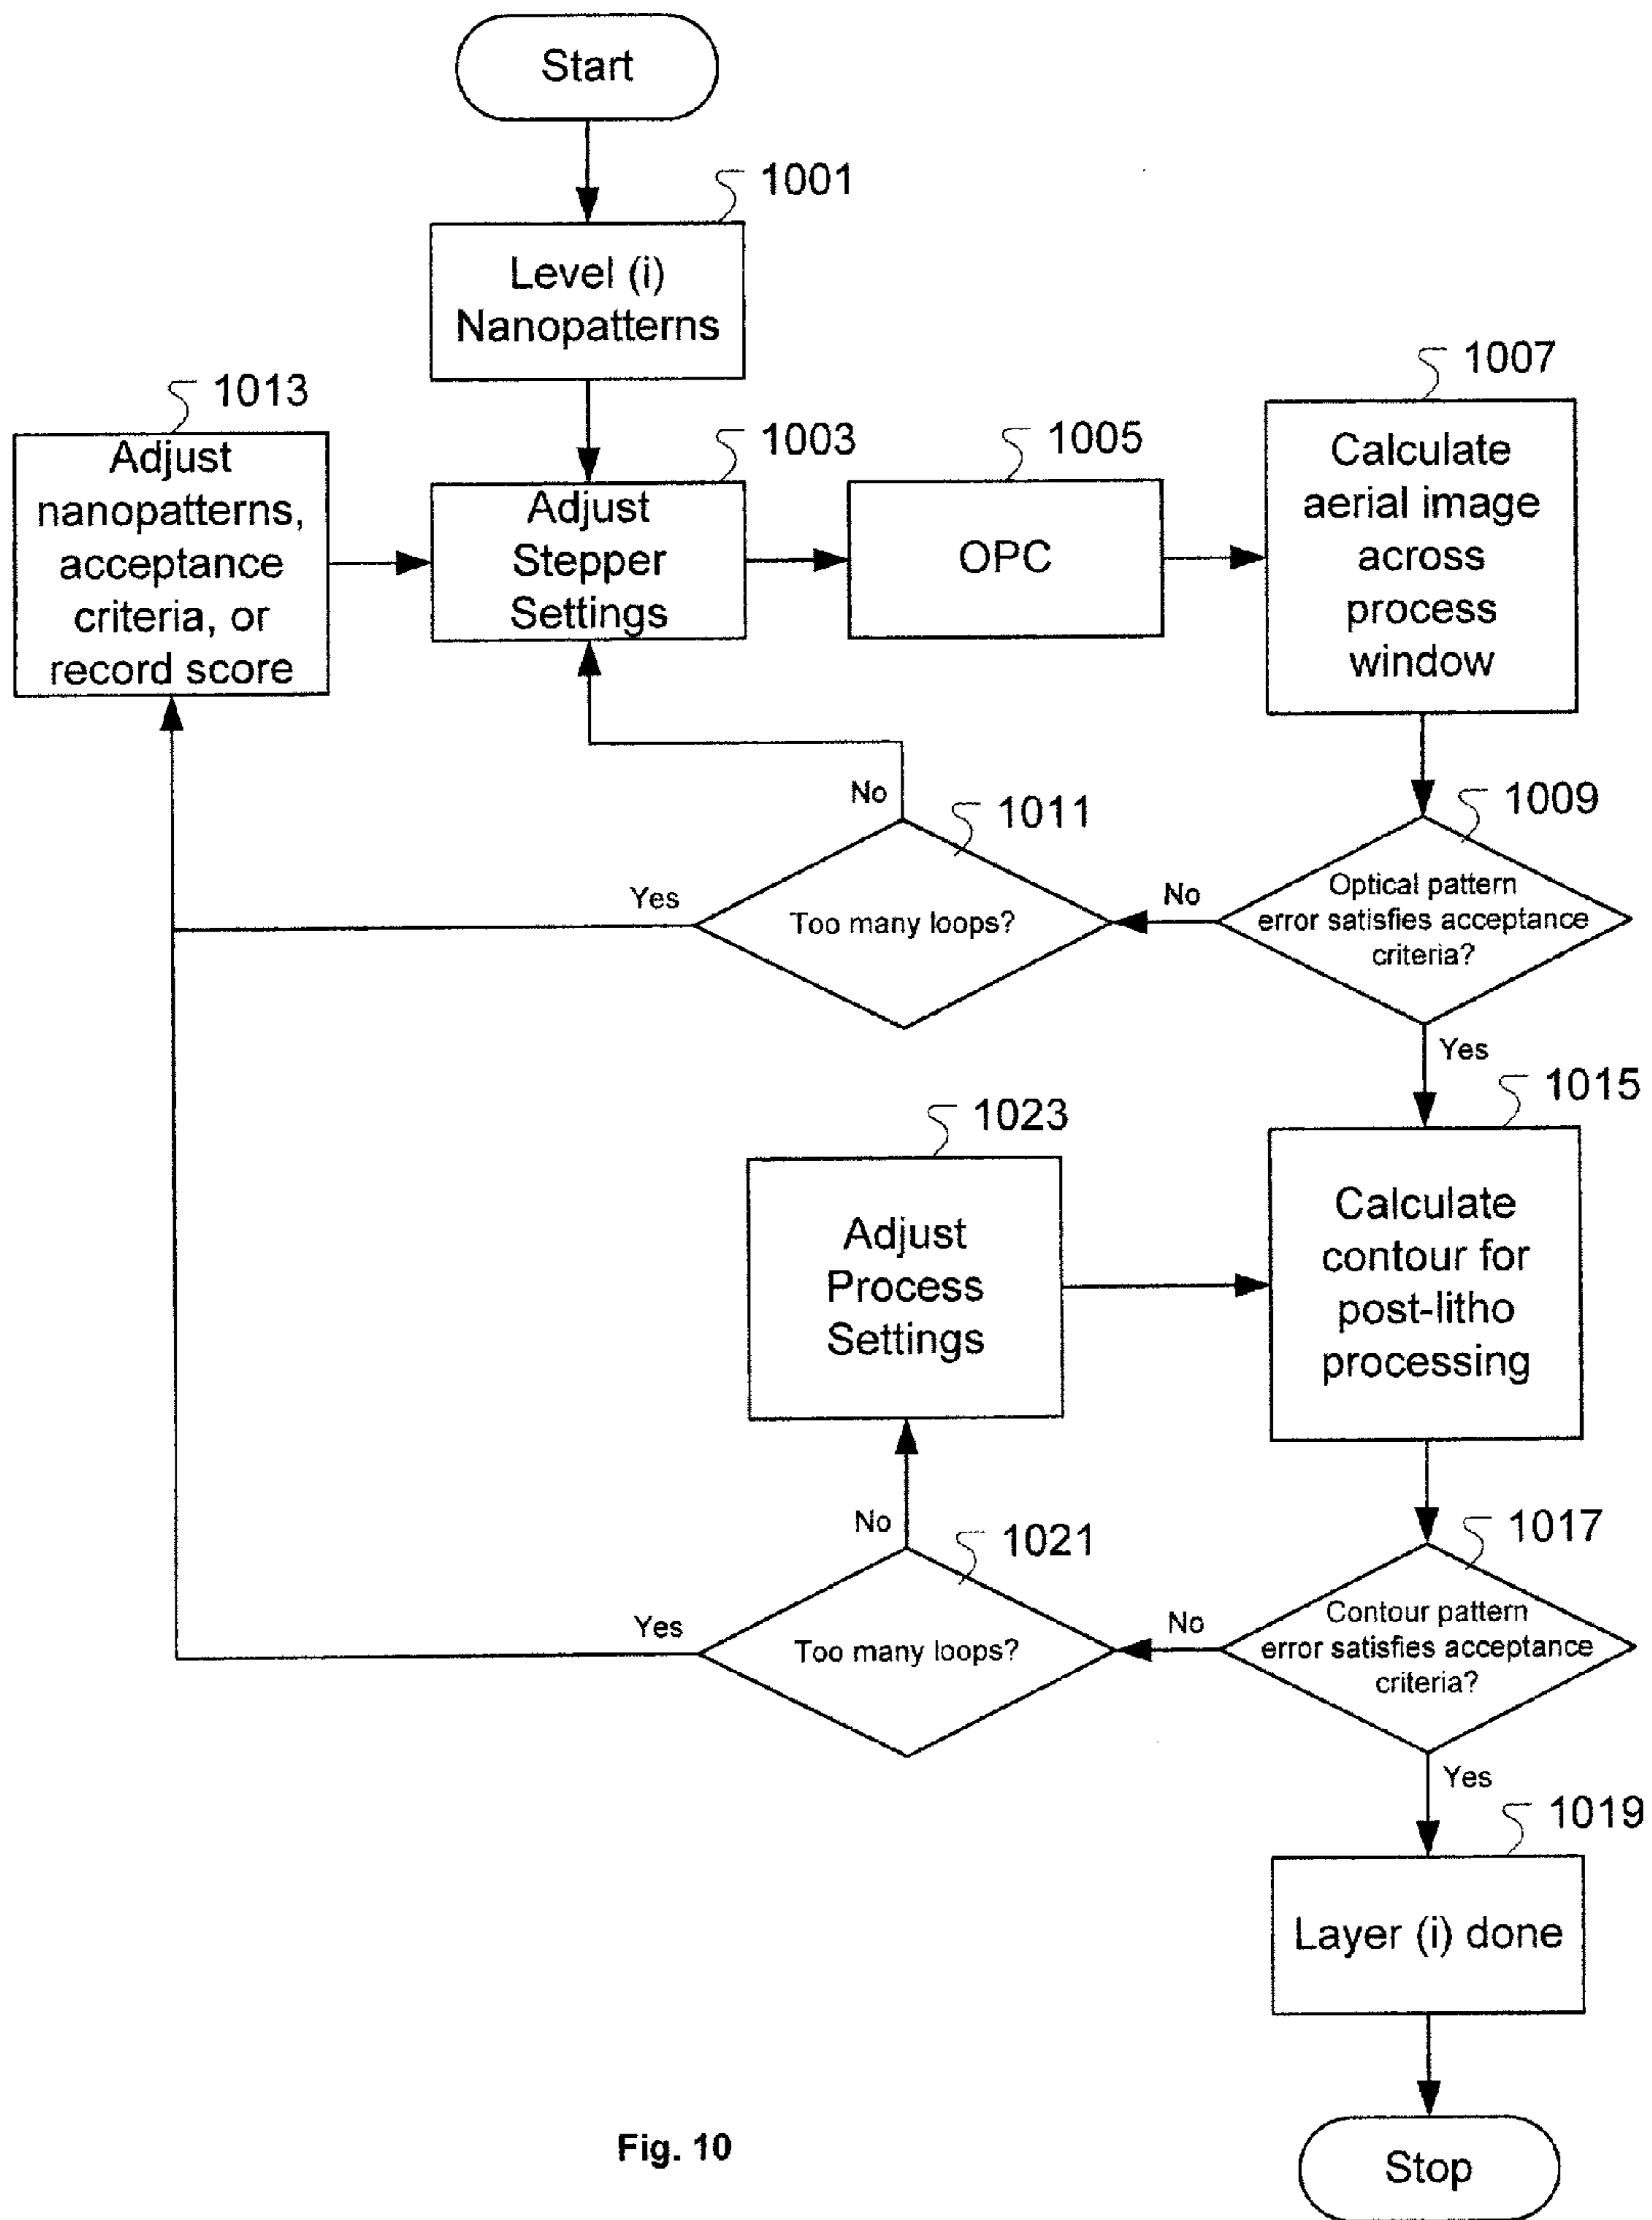 Start
1001
Level (i)
Nanopatterns
1013
Adjust
nanopatterns,
acceptance
criteria, or
record score
1003
Adjust
Stepper
Settings
1005
OPC
1007
Calculate
aerial image
across
process
window
1009
Optical pattern
error satisfies acceptance
criteria?
No
1011
Too many loops?
No
Yes
Yes
1015
Calculate
contour for
post-litho
processing
1023
Adjust
Process
Settings
1017
Contour pattern
error satisfies acceptance
criteria?
No
1021
Too many loops?
No
Yes
Yes
1019
Layer (i) done
Stop
Fig. 10